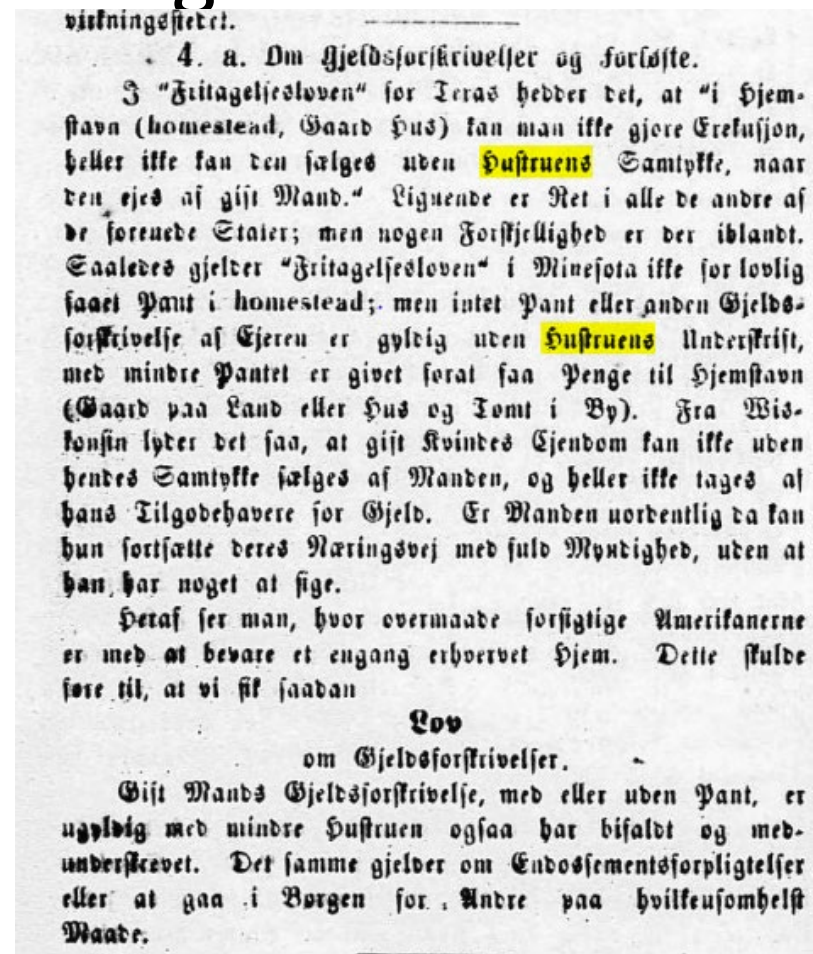 virkningsstedet.
4. a. Om Gjeldsforskrivelser og Forløfte.
I "Fritagelsesloven" for Teras hedder det, at "i Hjem-
stavn (homestead, Gaard Hus) kan man ikke gjøre Exekusjon,
heller ikke kan den sælges uden Hustruens Samtykke, naar
den ejes af gift Mand." Lignende er Ret i alle de andre af
de forenede Stater; men nogen Forskjellighed er der iblandt.
Saaledes gjelder "Fritagelsesloven" i Minesota ikke for lovlig
faaet Pant i homestead; men intet Pant eller anden Gjelds-
forskrivelse af Ejeren er gyldig uden Hustruens Underskrift,
med mindre Pantet er givet forat faa Penge til Hjemstavn
(Gaard paa Land eller Hus og Tomt i By). Fra Wis-
konsin lyder det saa, at gift Kvindes Ejendom kan ikke uden
hendes Samtykke sælges af Manden, og heller ikke tages af
hans Tilgodehavere for Gjeld. Er Manden uordentlig da kan
hun fortsætte deres Næringsvej med fuld Myndighed, uden at
han har noget at sige.
Heraf ser man, hvor overmaade forsigtige Amerikanerne
er med at bevare et engang erhvervet Hjem. Dette skulde
føre til, at vi fik saadan
Lov
om Gjeldsforskrivelser.
Gift Mands Gjeldsforskrivelse, med eller uden Pant, er
ugyldig med mindre Hustruen ogsaa har bifaldt og med-
underskrevet. Det samme gjelder om Endossementsforpligtelser
eller at gaa i Borgen for Andre paa hvilkensomhelst
Maade.